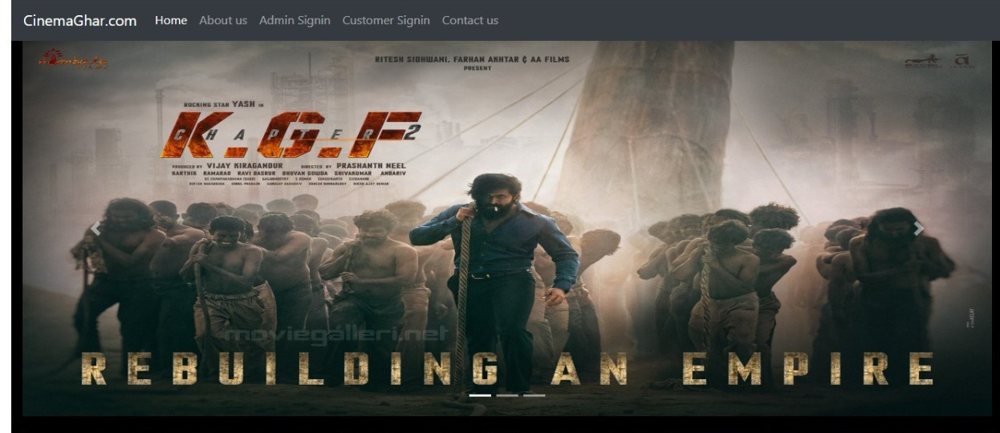 CinemaGhar.com Home About us Admin Signin Customer Signin Contact us
RITESH SIDHWANI, FARHAN AKHTAR & AA FILMS
PRESENT
ROCKING STAR YASH IN
K.G.F
CHAPTER 2
PRODUCED BY VIJAY KIRAGANDUR DIRECTED BY PRASHANTH NEEL
KARTHIK RAMARAO RAVI BASRUR BHUVAN GOWDA SHIVAKUMAR ANBARIV
moviegalleri.net
REBUILDING AN EMPIRE